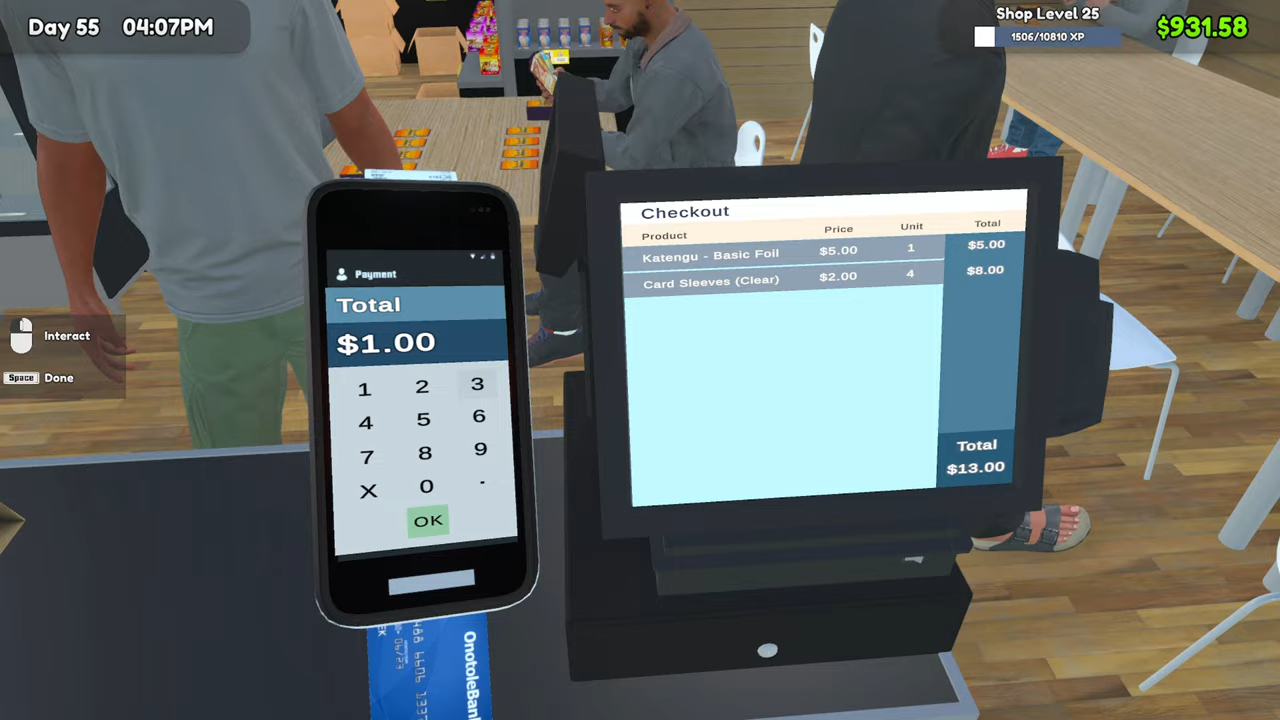 Day 55 04:07PM
Shop Level 25
1506/10810 XP
$931.58
Interact
Space Done
Payment
Total
$1.00
1 2 3
4 5 6
7 8 9
X 0 .
OK
Checkout
Product Price Unit Total
Katengu - Basic Foil $5.00 1 $5.00
Card Sleeves (Clear) $2.00 4 $8.00
Total
$13.00
OnotoleBank